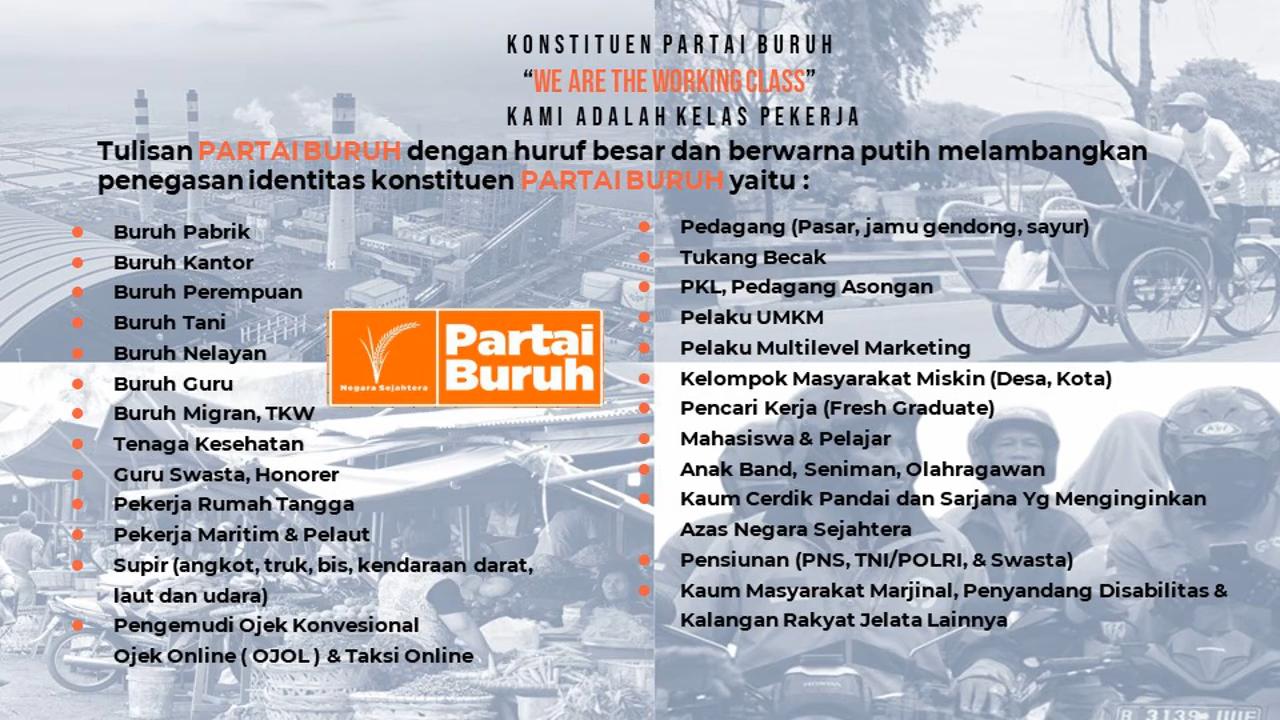 KONSTITUEN PARTAI BURUH
“WE ARE THE WORKING CLASS”
KAMI ADALAH KELAS PEKERJA
Tulisan PARTAI BURUH dengan huruf besar dan berwarna putih melambangkan
penegasan identitas konstituen PARTAI BURUH yaitu :
Buruh Pabrik
Buruh Kantor
Buruh Perempuan
Buruh Tani
Buruh Nelayan
Buruh Guru
Buruh Migran, TKW
Tenaga Kesehatan
Guru Swasta, Honorer
Pekerja Rumah Tangga
Pekerja Maritim & Pelaut
Supir (angkot, truk, bis, kendaraan darat,
laut dan udara)
Pengemudi Ojek Konvesional
Ojek Online ( OJOL ) & Taksi Online
Negara Sejahtera
Partai
Buruh
Pedagang (Pasar, jamu gendong, sayur)
Tukang Becak
PKL, Pedagang Asongan
Pelaku UMKM
Pelaku Multilevel Marketing
Kelompok Masyarakat Miskin (Desa, Kota)
Pencari Kerja (Fresh Graduate)
Mahasiswa & Pelajar
Anak Band, Seniman, Olahragawan
Kaum Cerdik Pandai dan Sarjana Yg Menginginkan
Azas Negara Sejahtera
Pensiunan (PNS, TNI/POLRI, & Swasta)
Kaum Masyarakat Marjinal, Penyandang Disabilitas &
Kalangan Rakyat Jelata Lainnya
HONDA